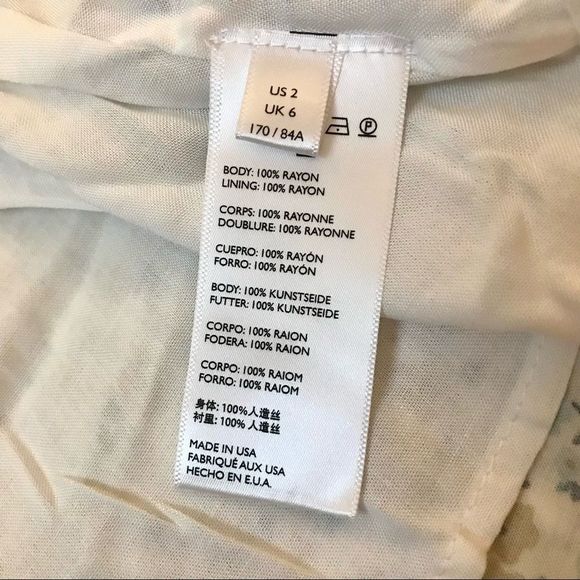 US 2
UK 6
170 / 84A
P
BODY: 100% RAYON
LINING: 100% RAYON
CORPS: 100% RAYONNE
DOUBLURE: 100% RAYONNE
CUEPRO: 100% RAYÓN
FORRO: 100% RAYÓN
BODY: 100% KUNSTSEIDE
FUTTER: 100% KUNSTSEIDE
CORPO: 100% RAION
FODERA: 100% RAION
CORPO: 100% RAIOM
FORRO: 100% RAIOM
身体: 100%人造丝
衬里: 100%人造丝
MADE IN USA
FABRIQUÉ AUX USA
HECHO EN E.U.A.